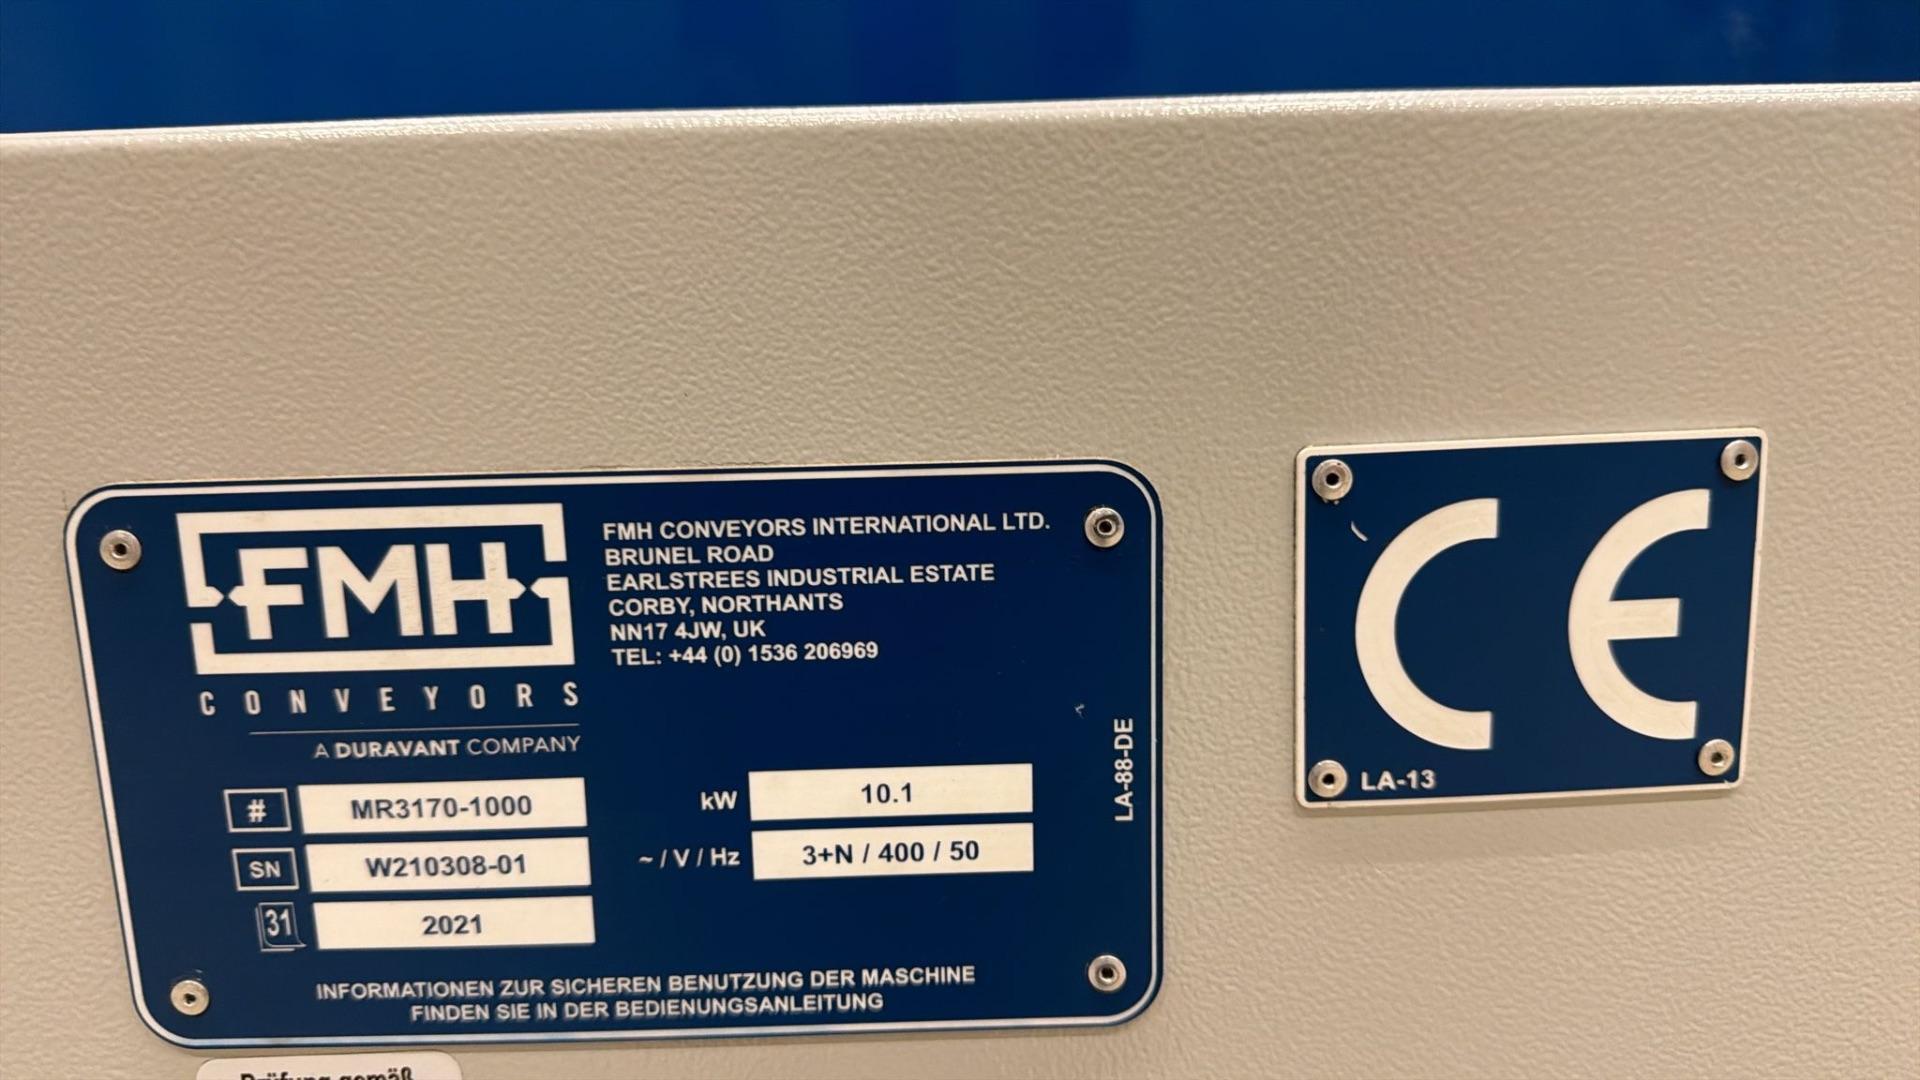 FMH
CONVEYORS
A DURAVANT COMPANY
FMH CONVEYORS INTERNATIONAL LTD.
BRUNEL ROAD
EARLSTREES INDUSTRIAL ESTATE
CORBY, NORTHANTS
NN17 4JW, UK
TEL: +44 (0) 1536 206969
# MR3170-1000
SN W210308-01
31 2021
kW 10.1
~ / V / Hz 3+N / 400 / 50
LA-88-DE
INFORMATIONEN ZUR SICHEREN BENUTZUNG DER MASCHINE
FINDEN SIE IN DER BEDIENUNGSANLEITUNG
CE
LA-13
Prüfung gemäß